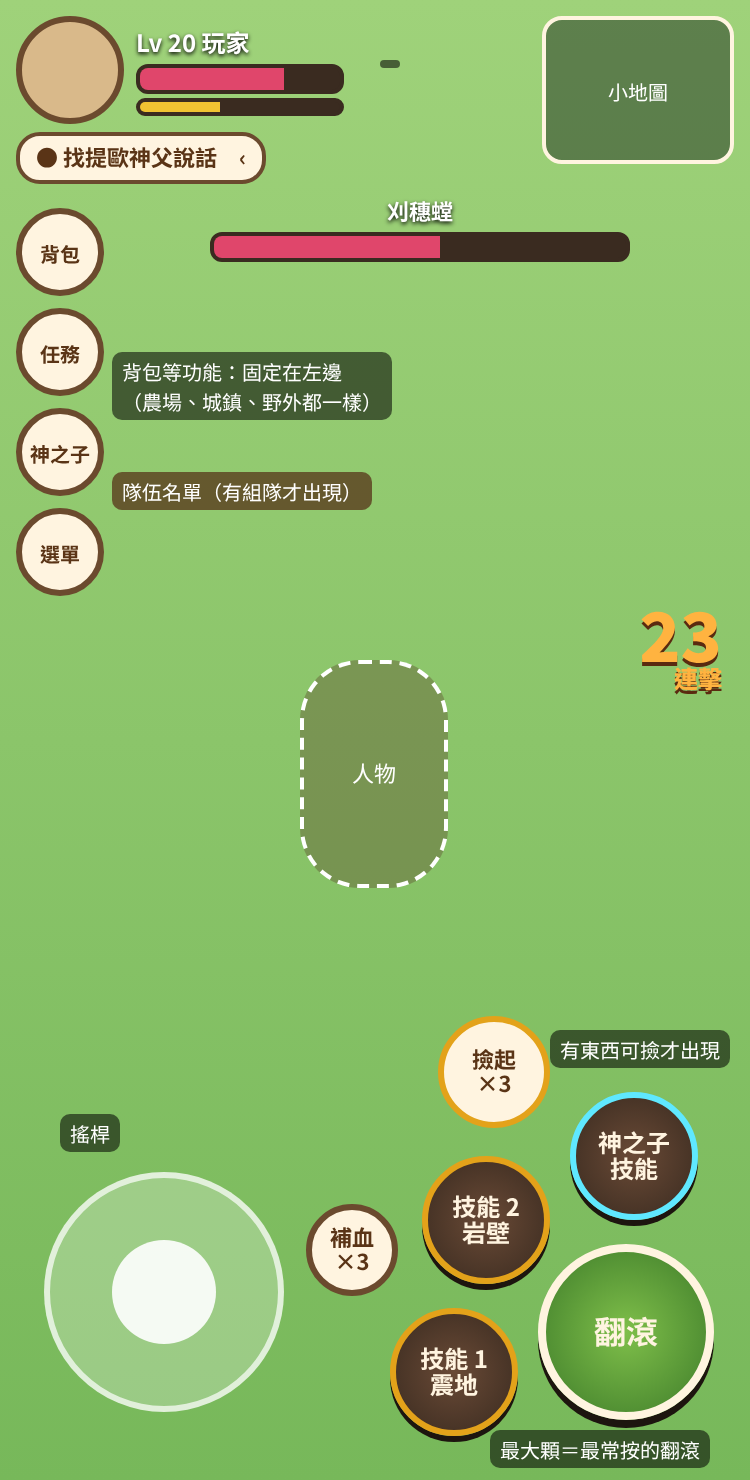 Lv 20 玩家
小地圖
找提歐神父說話 ‹
刈穗螳
背包
任務
背包等功能：固定在左邊
（農場、城鎮、野外都一樣）
神之子
隊伍名單（有組隊才出現）
選單
23
連擊
人物
撿起
×3
有東西可撿才出現
搖桿
神之子
技能
技能 2
岩壁
補血
×3
翻滾
技能 1
震地
最大顆＝最常按的翻滾